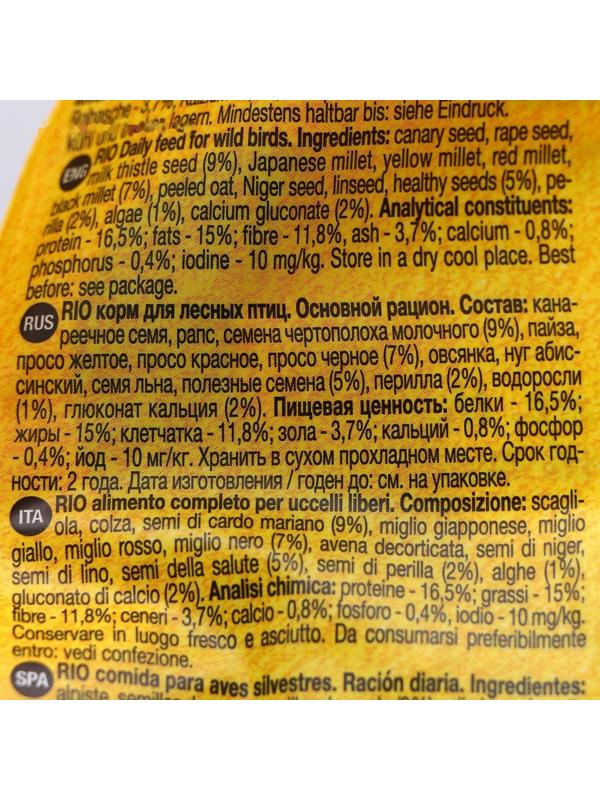 Rohasche - 3,7%,
Kühl und trocken lagern. Mindestens haltbar bis: siehe Eindruck.
ENG RIO Daily feed for wild birds. Ingredients: canary seed, rape seed,
milk thistle seed (9%), Japanese millet, yellow millet, red millet,
black millet (7%), peeled oat, Niger seed, linseed, healthy seeds (5%), pe-
rilla (2%), algae (1%), calcium gluconate (2%). Analytical constituents:
protein - 16,5%; fats - 15%; fibre - 11,8%, ash - 3,7%; calcium - 0,8%;
phosphorus - 0,4%; iodine - 10 mg/kg. Store in a dry cool place. Best
before: see package.
RUS RIO корм для лесных птиц. Основной рацион. Состав: кана-
реечное семя, рапс, семена чертополоха молочного (9%), пайза,
просо желтое, просо красное, просо черное (7%), овсянка, нуг абис-
синский, семя льна, полезные семена (5%), перилла (2%), водоросли
(1%), глюконат кальция (2%). Пищевая ценность: белки - 16,5%;
жиры - 15%; клетчатка - 11,8%; зола - 3,7%; кальций - 0,8%; фосфор
- 0,4%; йод - 10 мг/кг. Хранить в сухом прохладном месте. Срок год-
ности: 2 года. Дата изготовления / годен до: см. на упаковке.
ITA RIO alimento completo per uccelli liberi. Composizione: scagli-
ola, colza, semi di cardo mariano (9%), miglio giapponese, miglio
giallo, miglio rosso, miglio nero (7%), avena decorticata, semi di niger,
semi di lino, semi della salute (5%), semi di perilla (2%), alghe (1%),
gluconato di calcio (2%). Analisi chimica: proteine - 16,5%; grassi - 15%;
fibre - 11,8%; ceneri - 3,7%; calcio - 0,8%; fosforo - 0,4%, iodio - 10 mg/kg.
Conservare in luogo fresco e asciutto. Da consumarsi preferibilmente
entro: vedi confezione.
SPA RIO comida para aves silvestres. Ración diaria. Ingredientes:
alpiste,